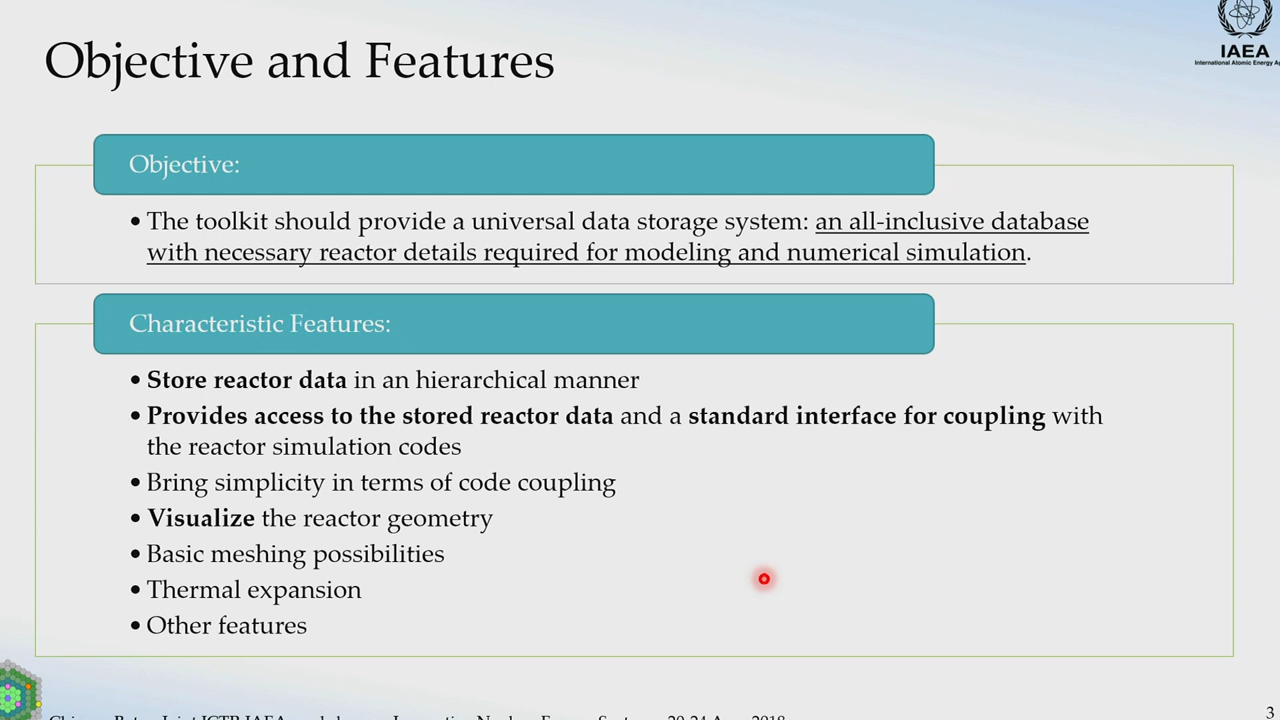 Objective and Features
IAEA
International Atomic Energy
Objective:
• The toolkit should provide a universal data storage system: an all-inclusive database
with necessary reactor details required for modeling and numerical simulation.
Characteristic Features:
• Store reactor data in an hierarchical manner
• Provides access to the stored reactor data and a standard interface for coupling with
the reactor simulation codes
• Bring simplicity in terms of code coupling
• Visualize the reactor geometry
• Basic meshing possibilities
• Thermal expansion
• Other features
3